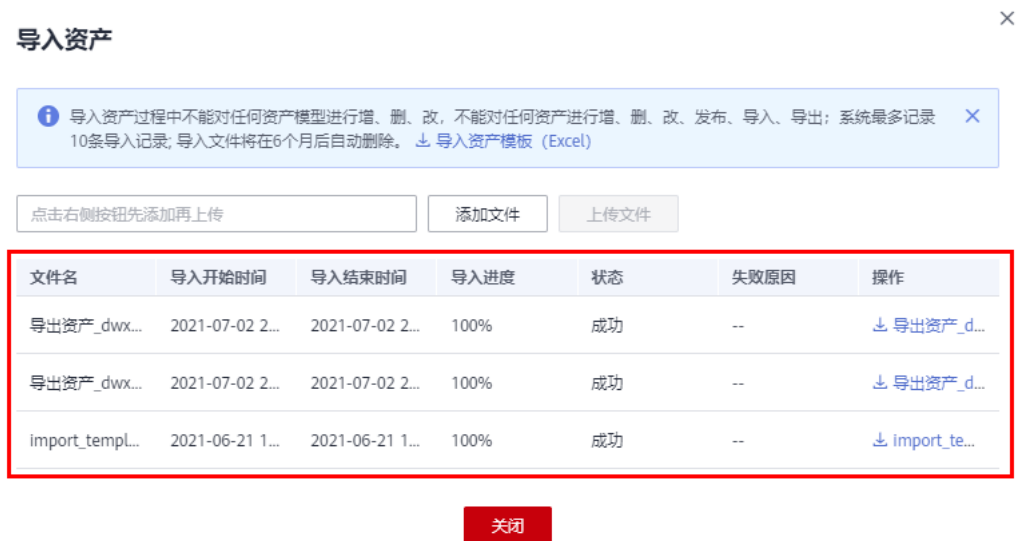 导入资产
导入资产过程中不能对任何资产模型进行增、删、改，不能对任何资产进行增、删、改、发布、导入、导出；系统最多记录
10条导入记录; 导入文件将在6个月后自动删除。 导入资产模板（Excel）
点击右侧按钮先添加再上传 添加文件 上传文件
文件名 导入开始时间 导入结束时间 导入进度 状态 失败原因 操作
导出资产_dwx... 2021-07-02 2... 2021-07-02 2... 100% 成功 -- 导出资产_d...
导出资产_dwx... 2021-07-02 2... 2021-07-02 2... 100% 成功 -- 导出资产_d...
import_templ... 2021-06-21 1... 2021-06-21 1... 100% 成功 -- import_te...
关闭